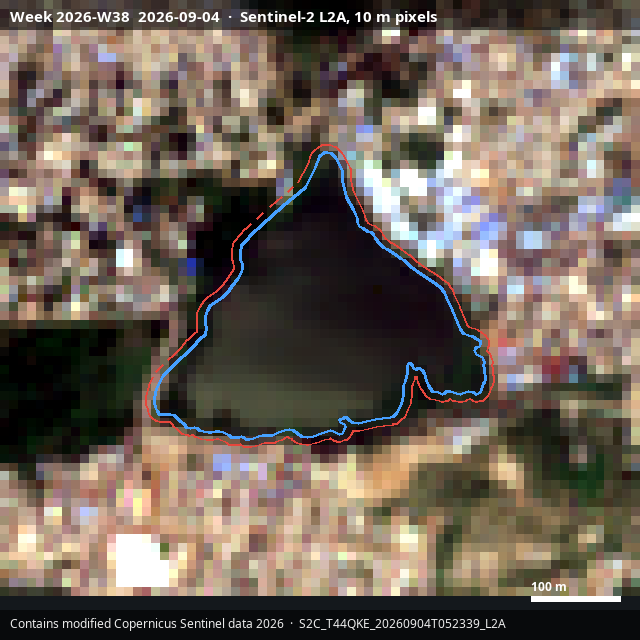 Week 2026-W38  2026-09-04  ·  Sentinel-2 L2A, 10 m pixels
100 m
Contains modified Copernicus Sentinel data 2026  ·  S2C_T44QKE_20260904T052339_L2A